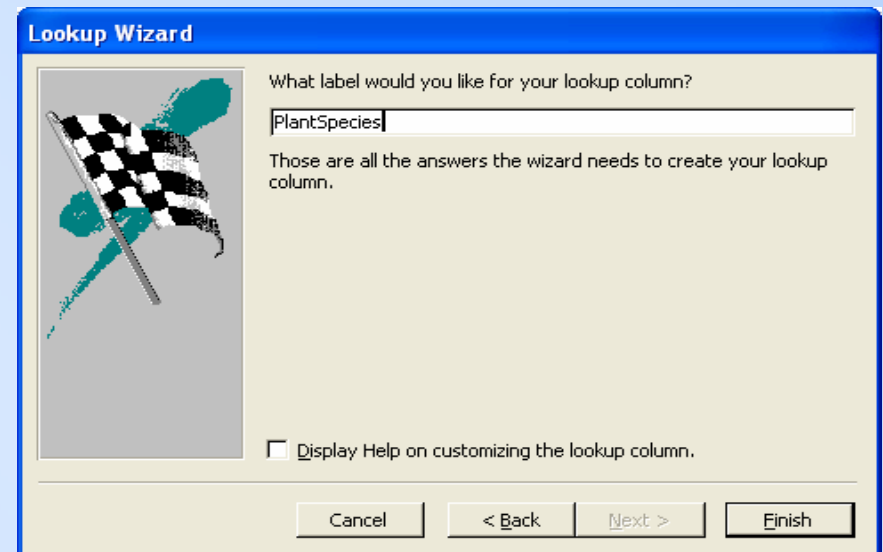 Lookup Wizard
What label would you like for your lookup column?
PlantSpecies
Those are all the answers the wizard needs to create your lookup
column.
Display Help on customizing the lookup column.
Cancel < Back Next > Finish